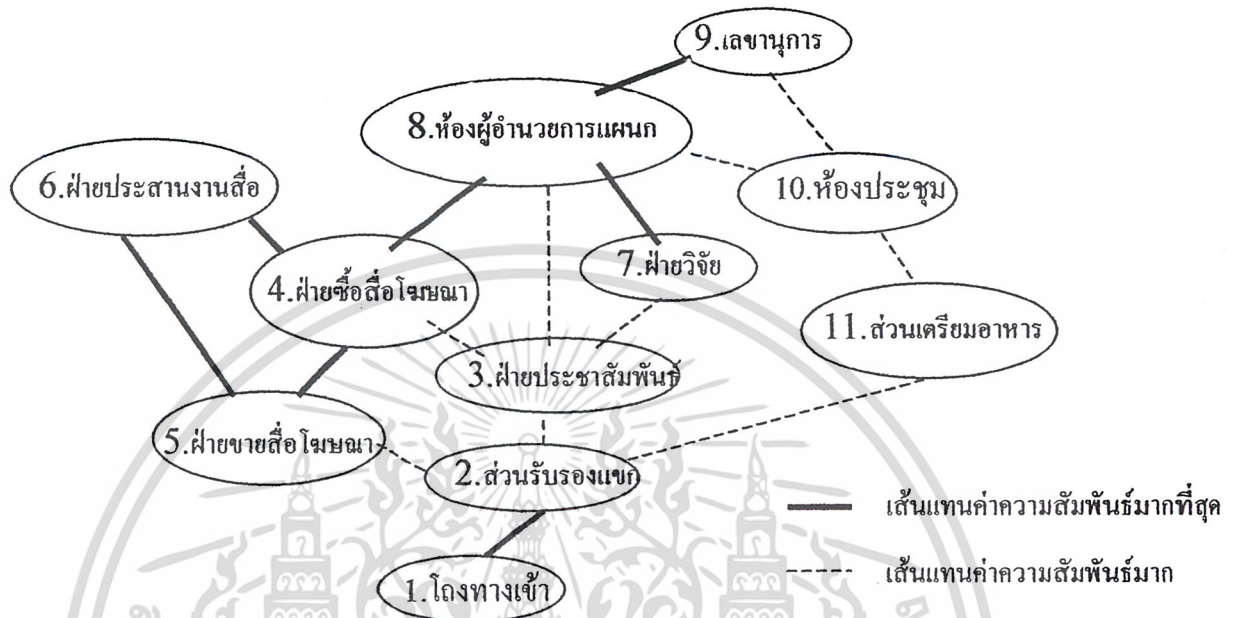 9.เลขานุการ
8.ห้องผู้อำนวยการแผนก
6.ฝ่ายประสานงานสื่อ
10.ห้องประชุม
7.ฝ่ายวิจัย
4.ฝ่ายซื้อสื่อโฆษณา
11.ส่วนเตรียมอาหาร
3.ฝ่ายประชาสัมพันธ์
5.ฝ่ายขายสื่อโฆษณา
2.ส่วนรับรองแขก
1.โถงทางเข้า
เส้นแทนค่าความสัมพันธ์มากที่สุด
เส้นแทนค่าความสัมพันธ์มาก